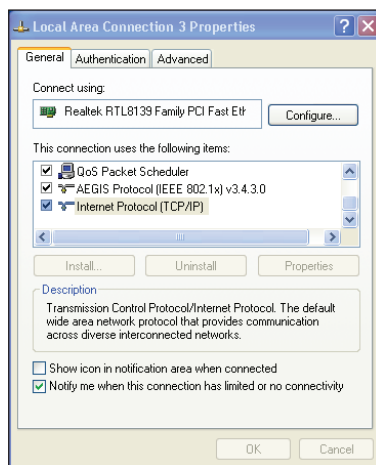 Local Area Connection 3 Properties
General
Authentication
Advanced
Connect using:
Realtek RTL8139 Family PCI Fast Eth
Configure...
This connection uses the following items:
QoS Packet Scheduler
AEGIS Protocol (IEEE 802.1x) v3.4.3.0
Internet Protocol (TCP/IP)
Install...
Uninstall
Properties
Description
Transmission Control Protocol/Internet Protocol. The default
wide area network protocol that provides communication
across diverse interconnected networks.
Show icon in notification area when connected
Notify me when this connection has limited or no connectivity
OK
Cancel